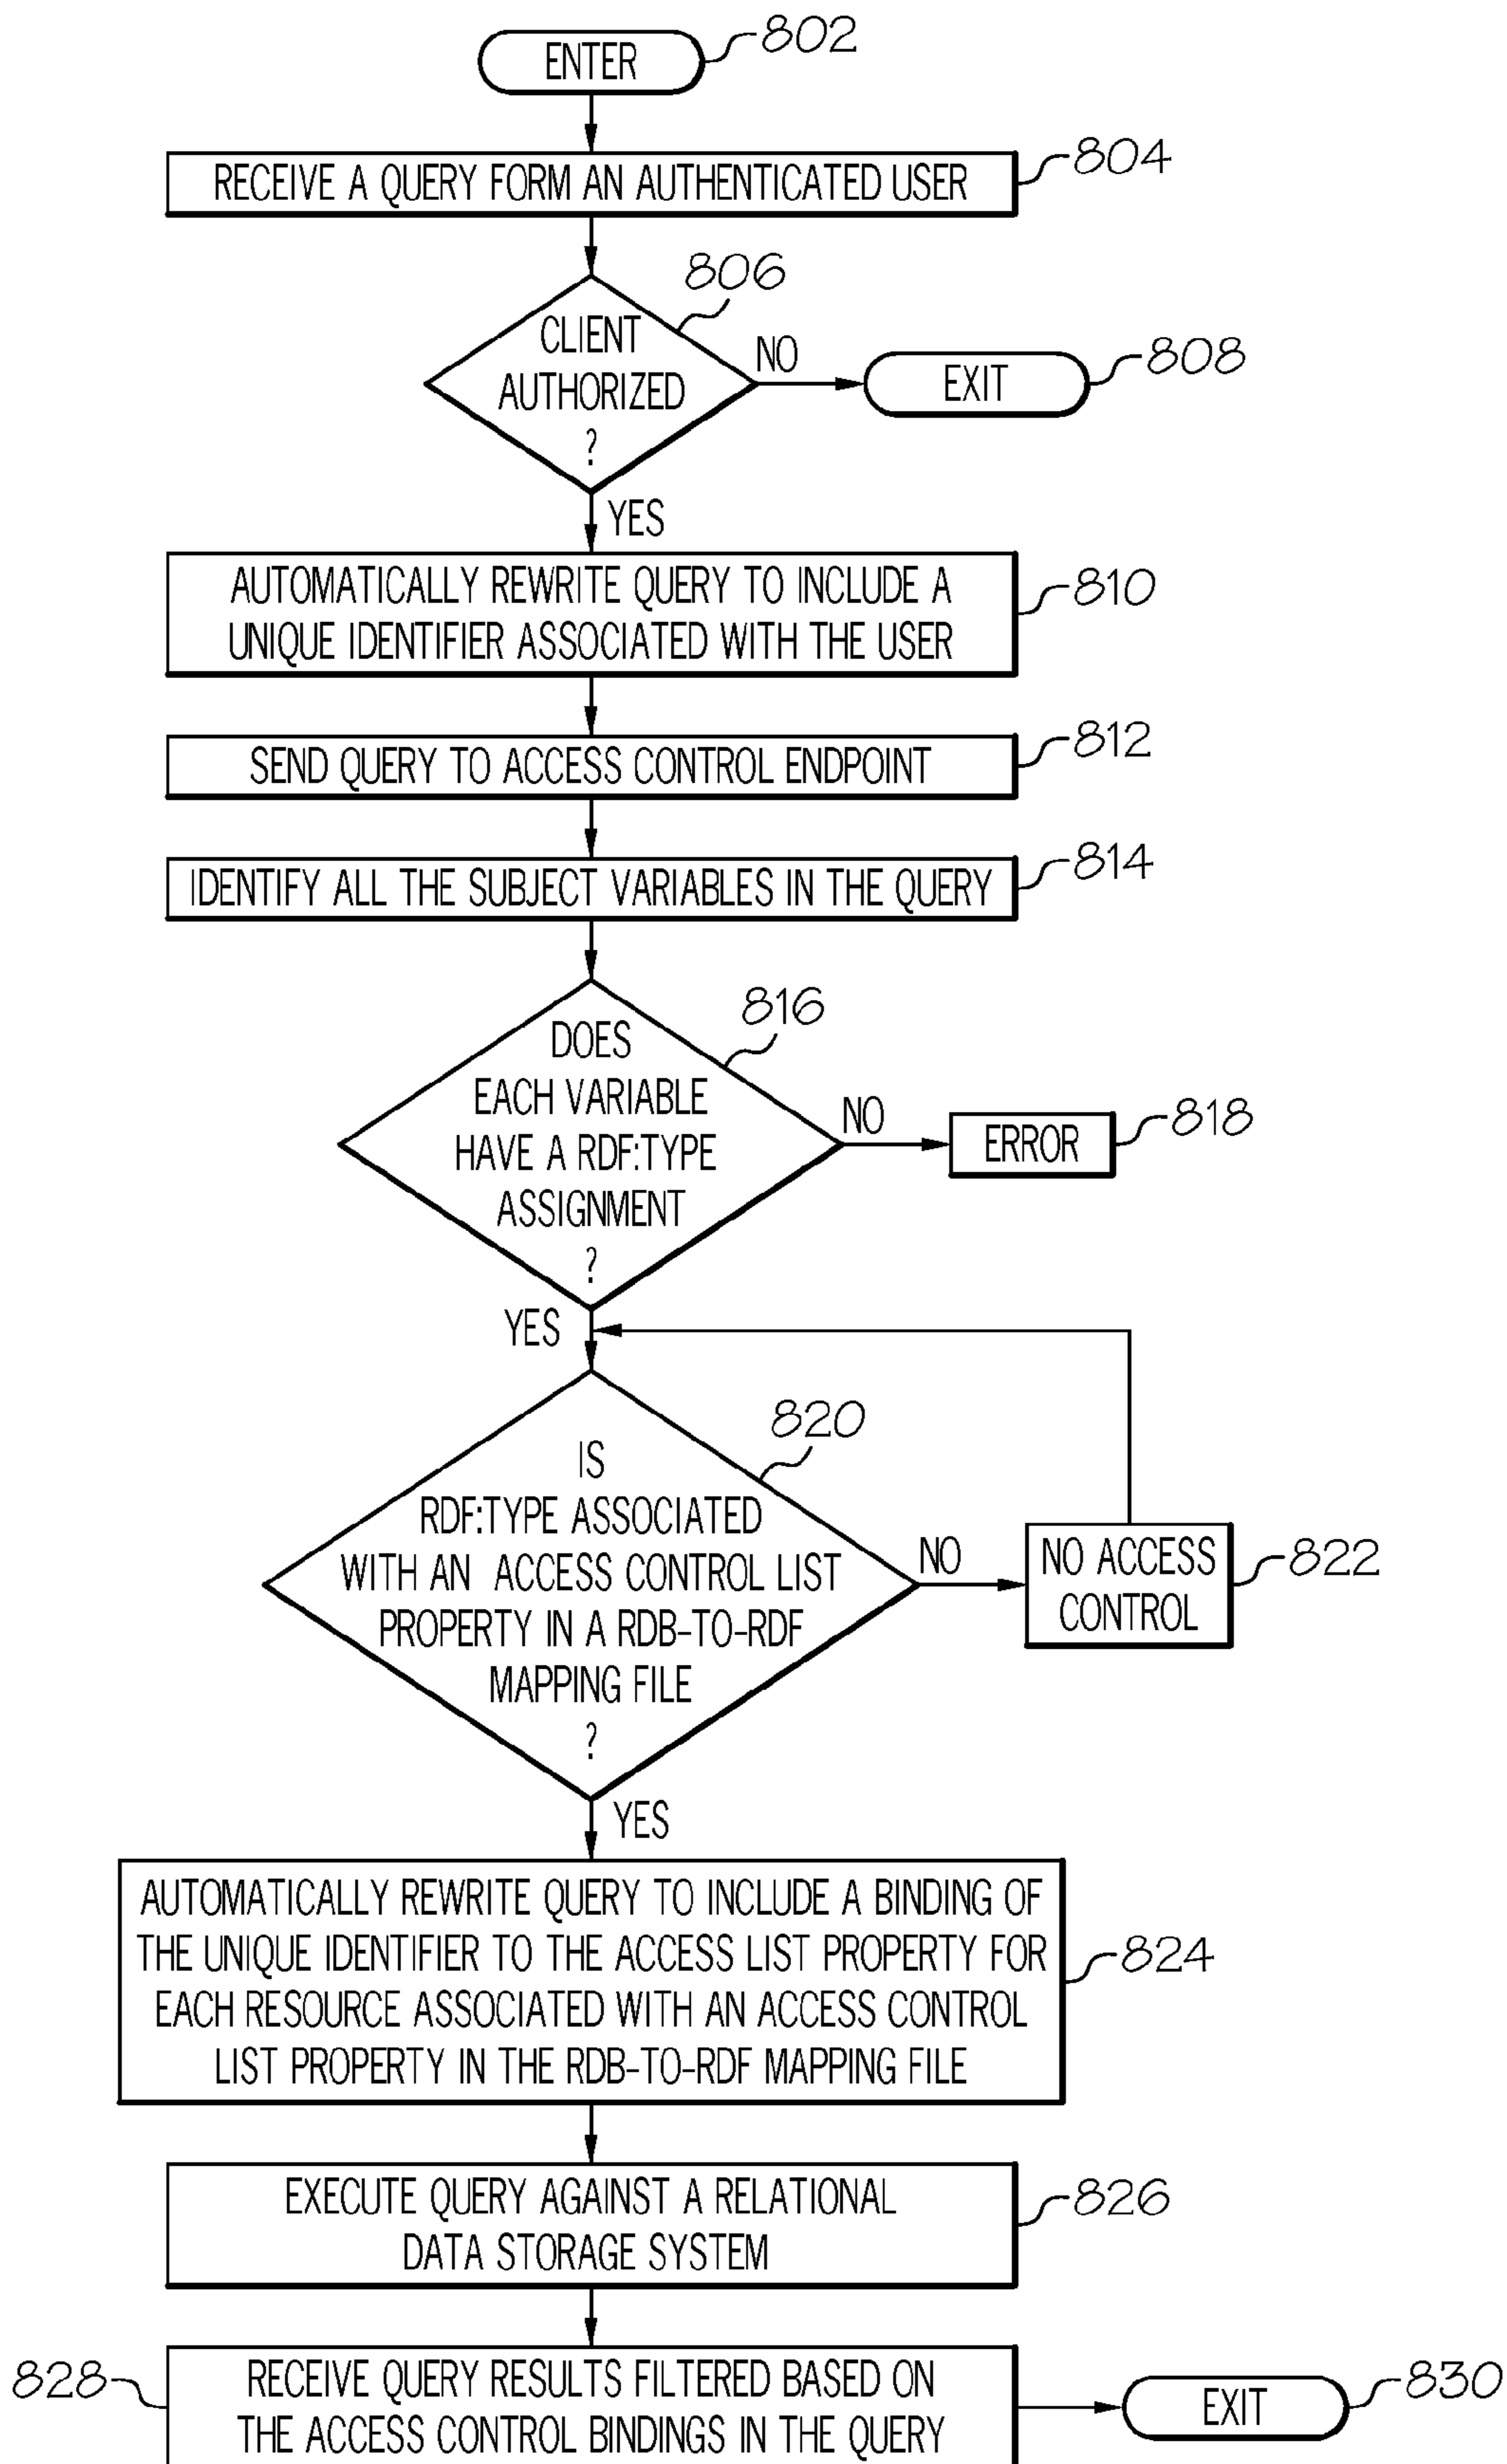 ENTER
802
RECEIVE A QUERY FORM AN AUTHENTICATED USER
804
806
CLIENT
AUTHORIZED
?
NO
EXIT
808
YES
AUTOMATICALLY REWRITE QUERY TO INCLUDE A
UNIQUE IDENTIFIER ASSOCIATED WITH THE USER
810
SEND QUERY TO ACCESS CONTROL ENDPOINT
812
IDENTIFY ALL THE SUBJECT VARIABLES IN THE QUERY
814
816
DOES
EACH VARIABLE
HAVE A RDF:TYPE
ASSIGNMENT
?
NO
ERROR
818
YES
820
IS
RDF:TYPE ASSOCIATED
WITH AN ACCESS CONTROL LIST
PROPERTY IN A RDB-TO-RDF
MAPPING FILE
?
NO
NO ACCESS
CONTROL
822
YES
AUTOMATICALLY REWRITE QUERY TO INCLUDE A BINDING OF
THE UNIQUE IDENTIFIER TO THE ACCESS LIST PROPERTY FOR
EACH RESOURCE ASSOCIATED WITH AN ACCESS CONTROL
LIST PROPERTY IN THE RDB-TO-RDF MAPPING FILE
824
EXECUTE QUERY AGAINST A RELATIONAL
DATA STORAGE SYSTEM
826
828
RECEIVE QUERY RESULTS FILTERED BASED ON
THE ACCESS CONTROL BINDINGS IN THE QUERY
EXIT
830